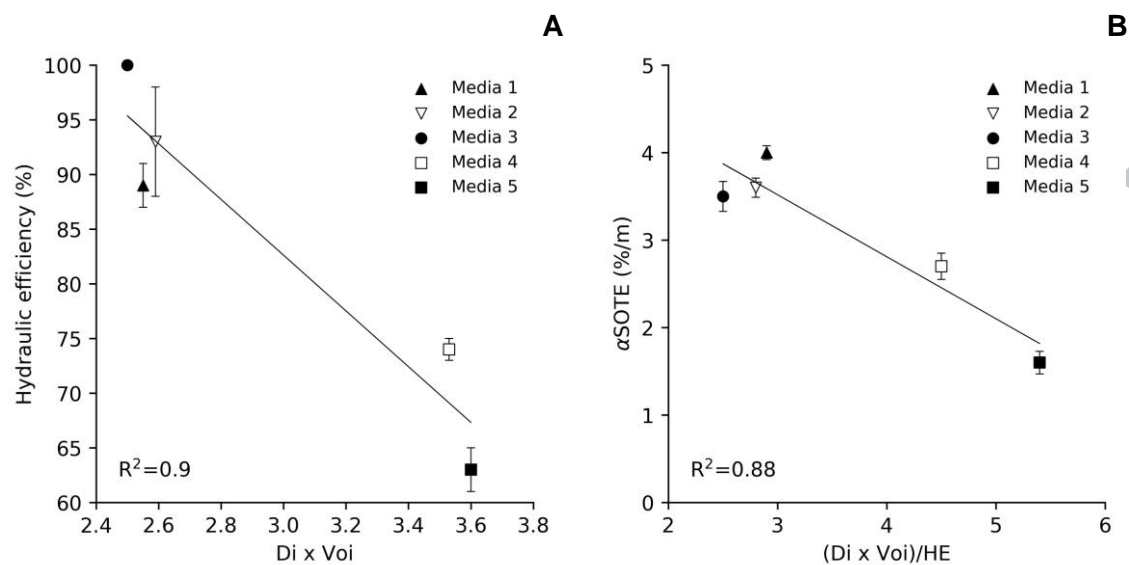 A
Hydraulic efficiency (%)
100
95
90
85
80
75
70
65
60
Media 1
Media 2
Media 3
Media 4
Media 5
R²=0.9
2.4 2.6 2.8 3.0 3.2 3.4 3.6 3.8
Di x Voi
B
αSOTE (%/m)
5
4
3
2
1
0
Media 1
Media 2
Media 3
Media 4
Media 5
R²=0.88
2 3 4 5 6
(Di x Voi)/HE